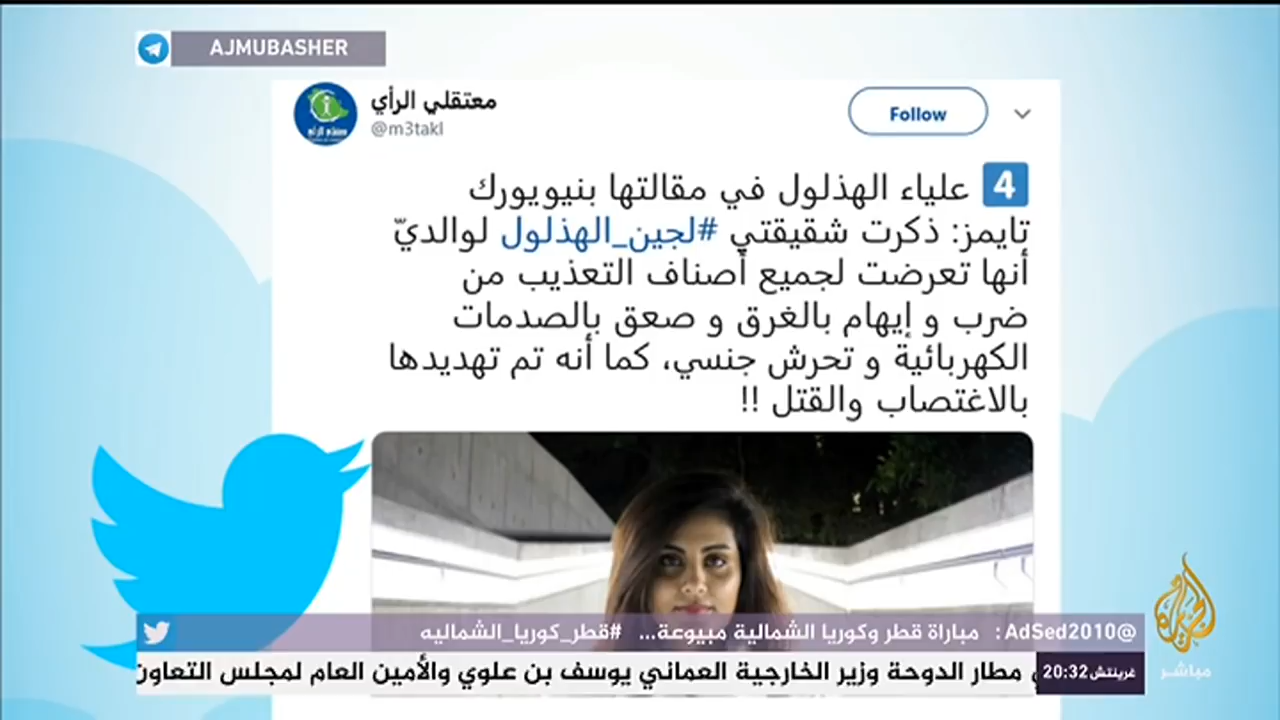 AJMUBASHER
معتقلي الرأي
@m3takl
Follow
4 علياء الهذلول في مقالتها بنيويورك
تايمز: ذكرت شقيقتي #لجين_الهذلول لوالديّ
أنها تعرضت لجميع أصناف التعذيب من
ضرب و إيهام بالغرق و صعق بالصدمات
الكهربائية و تحرش جنسي، كما أنه تم تهديدها
بالاغتصاب والقتل !!
@AdSed2010 : مباراة قطر وكوريا الشمالية مبيوعة... #قطر_كوريا_الشماليه
غرينتش 20:32
مطار الدوحة وزير الخارجية العماني يوسف بن علوي والأمين العام لمجلس التعاون
الجزيرة
مباشر